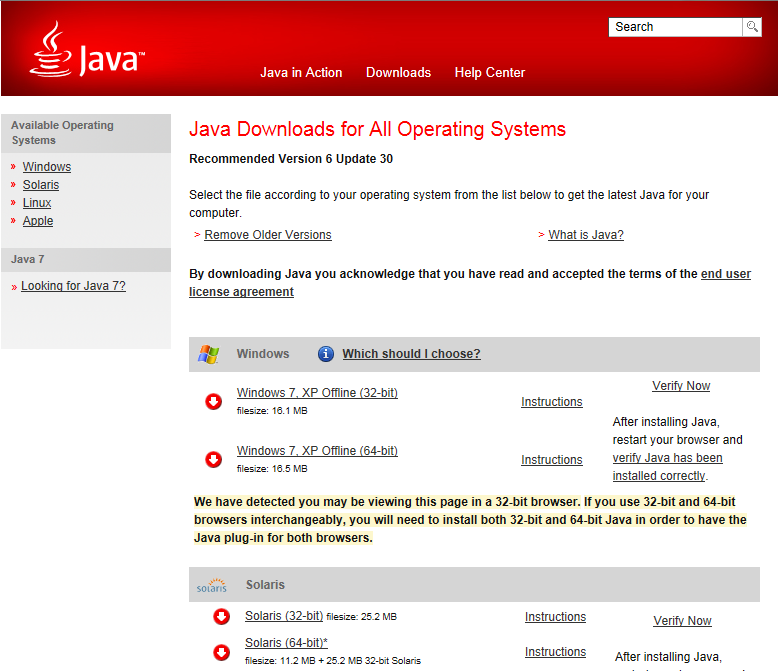 Java™
Search
Java in Action
Downloads
Help Center
Available Operating
Systems
» Windows
» Solaris
» Linux
» Apple
Java 7
» Looking for Java 7?
Java Downloads for All Operating Systems
Recommended Version 6 Update 30
Select the file according to your operating system from the list below to get the latest Java for your
computer.
> Remove Older Versions
> What is Java?
By downloading Java you acknowledge that you have read and accepted the terms of the end user
license agreement
Windows
i Which should I choose?
Windows 7, XP Offline (32-bit)
filesize: 16.1 MB
Instructions
Windows 7, XP Offline (64-bit)
filesize: 16.5 MB
Instructions
Verify Now
After installing Java,
restart your browser and
verify Java has been
installed correctly.
We have detected you may be viewing this page in a 32-bit browser. If you use 32-bit and 64-bit
browsers interchangeably, you will need to install both 32-bit and 64-bit Java in order to have the
Java plug-in for both browsers.
solaris
Solaris
Solaris (32-bit) filesize: 25.2 MB
Instructions
Solaris (64-bit)*
filesize: 11.2 MB + 25.2 MB 32-bit Solaris
Instructions
Verify Now
After installing Java,